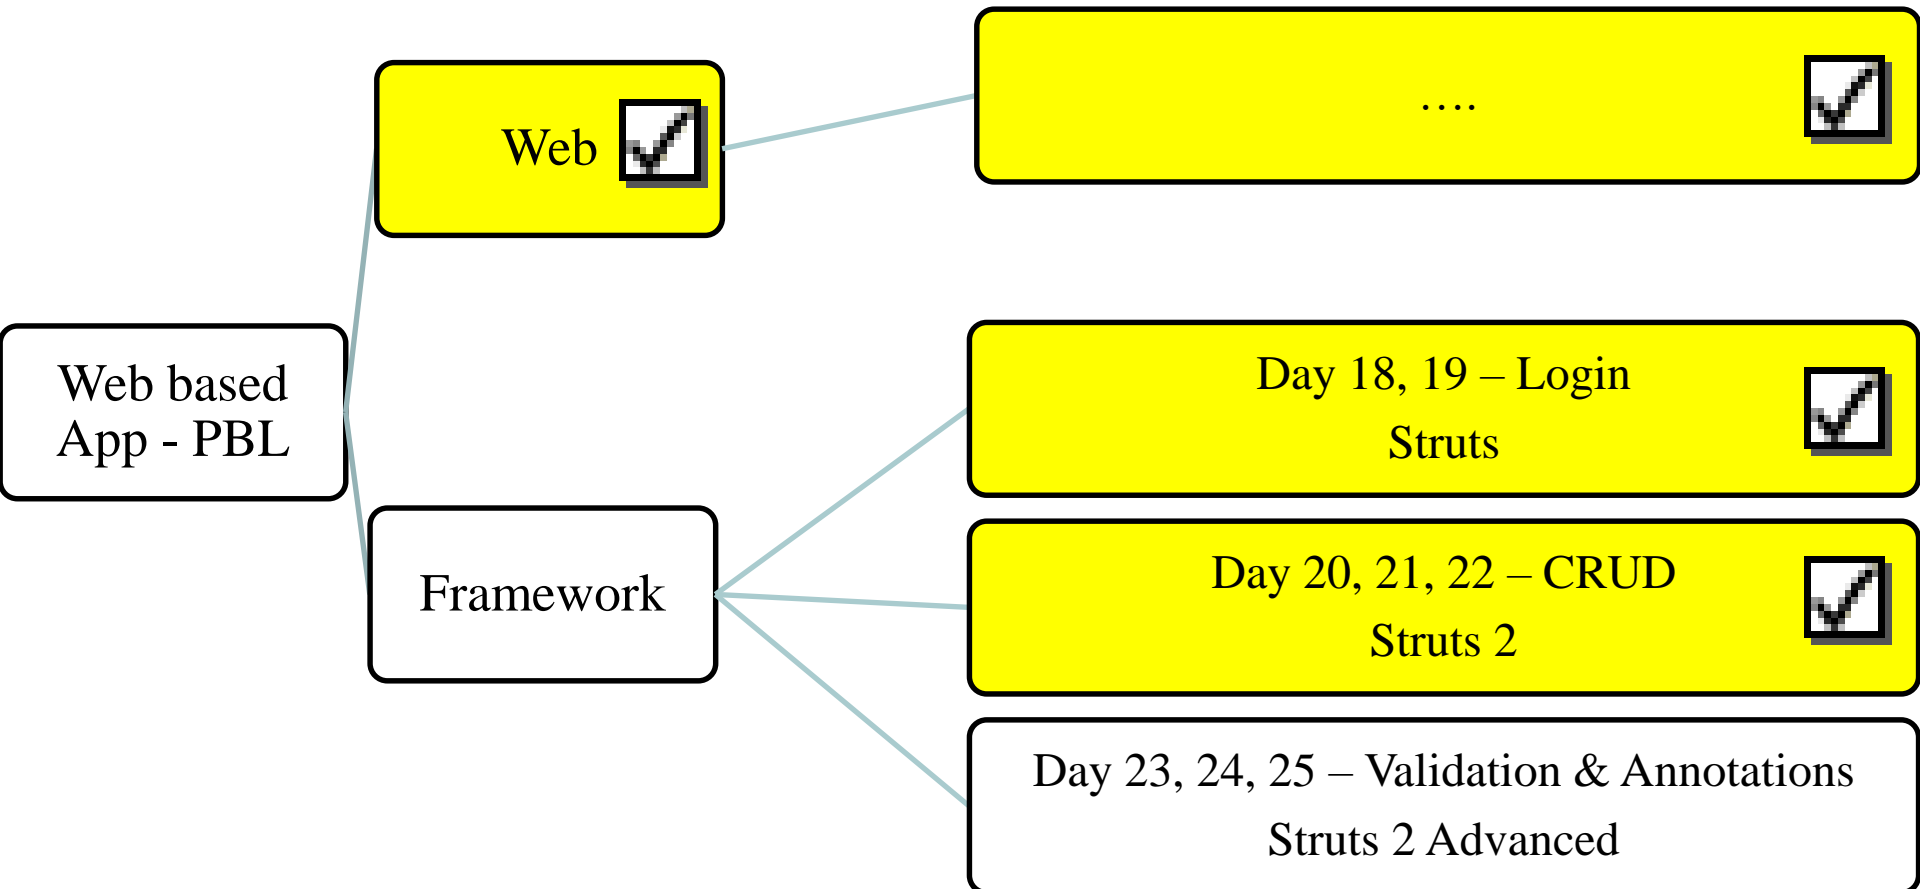 Web
….
Web based
App - PBL
Day 18, 19 – Login
Struts
Framework
Day 20, 21, 22 – CRUD
Struts 2
Day 23, 24, 25 – Validation & Annotations
Struts 2 Advanced